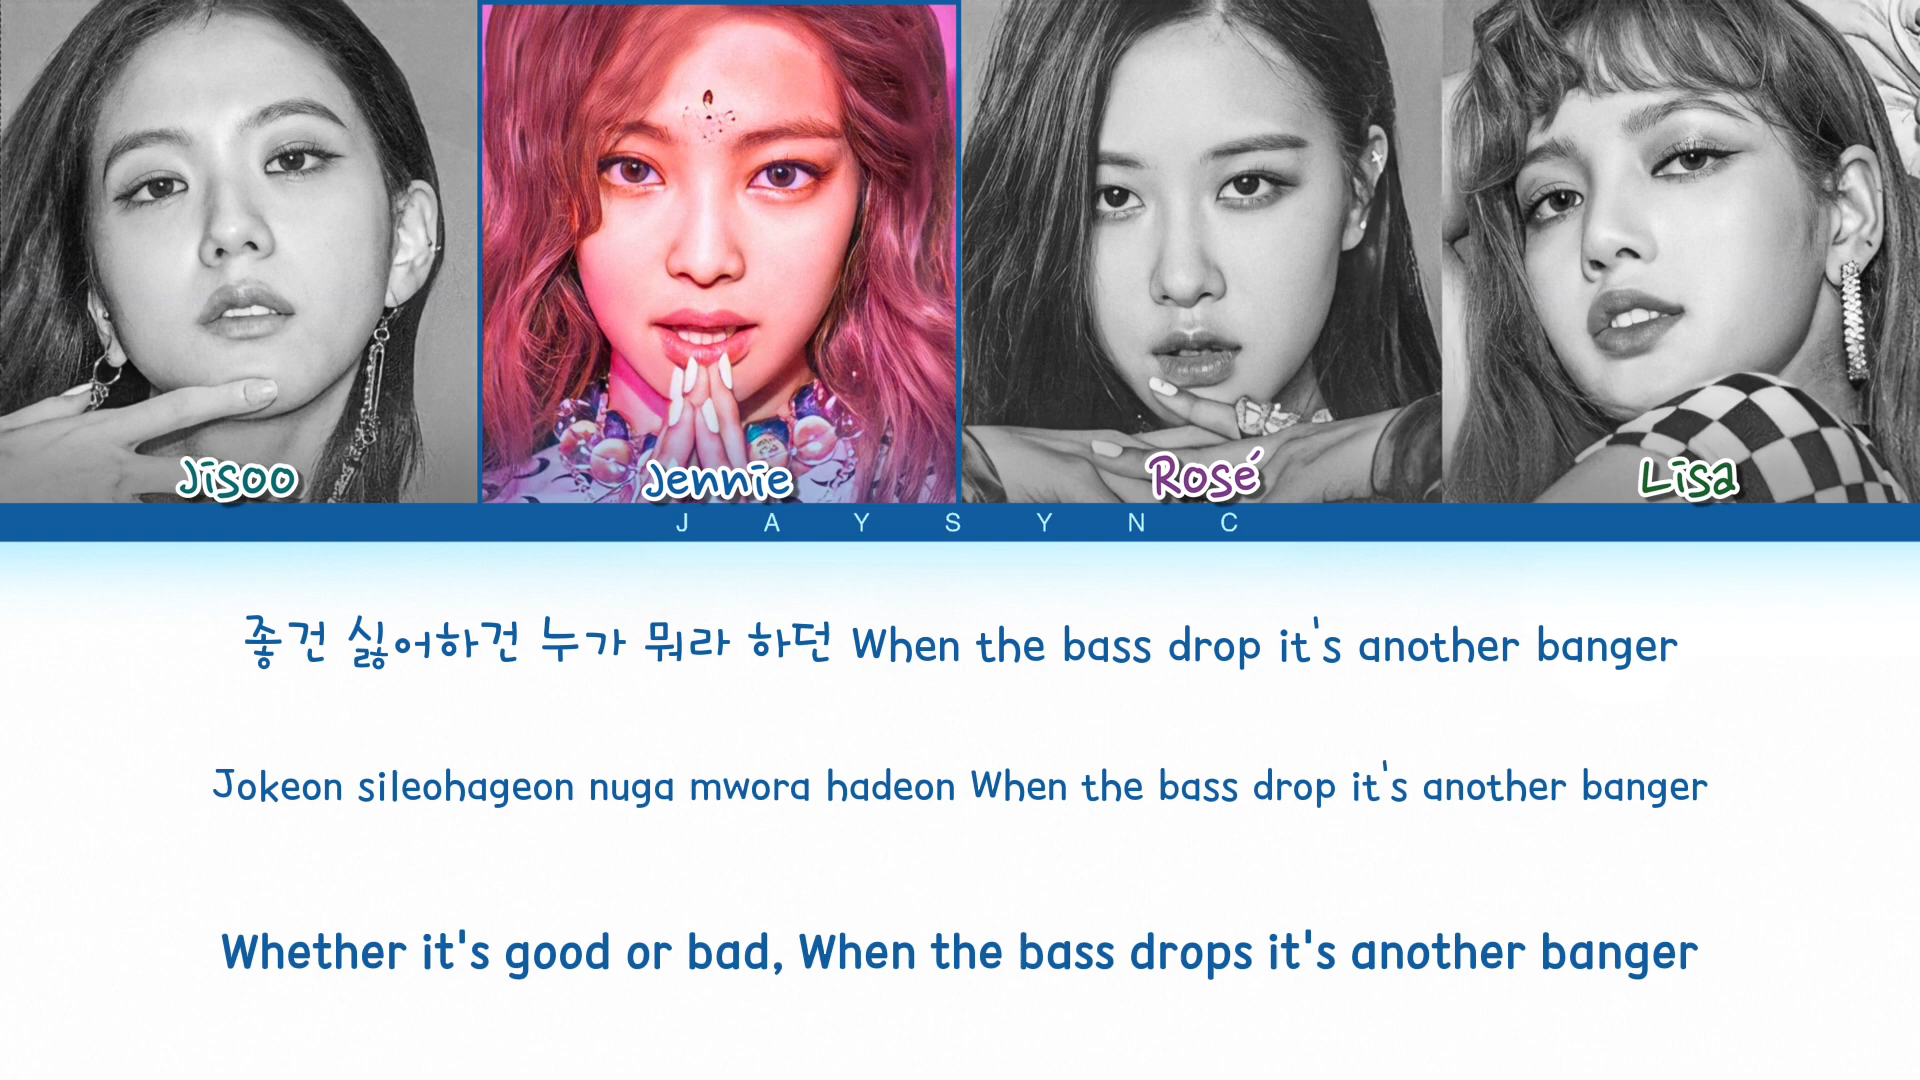 Jisoo
Jennie
Rosé
Lisa
JAYSYNC
좋건 싫어하건 누가 뭐라 하던 When the bass drop it's another banger
Jokeon sileohageon nuga mwora hadeon When the bass drop it's another banger
Whether it's good or bad, When the bass drops it's another banger